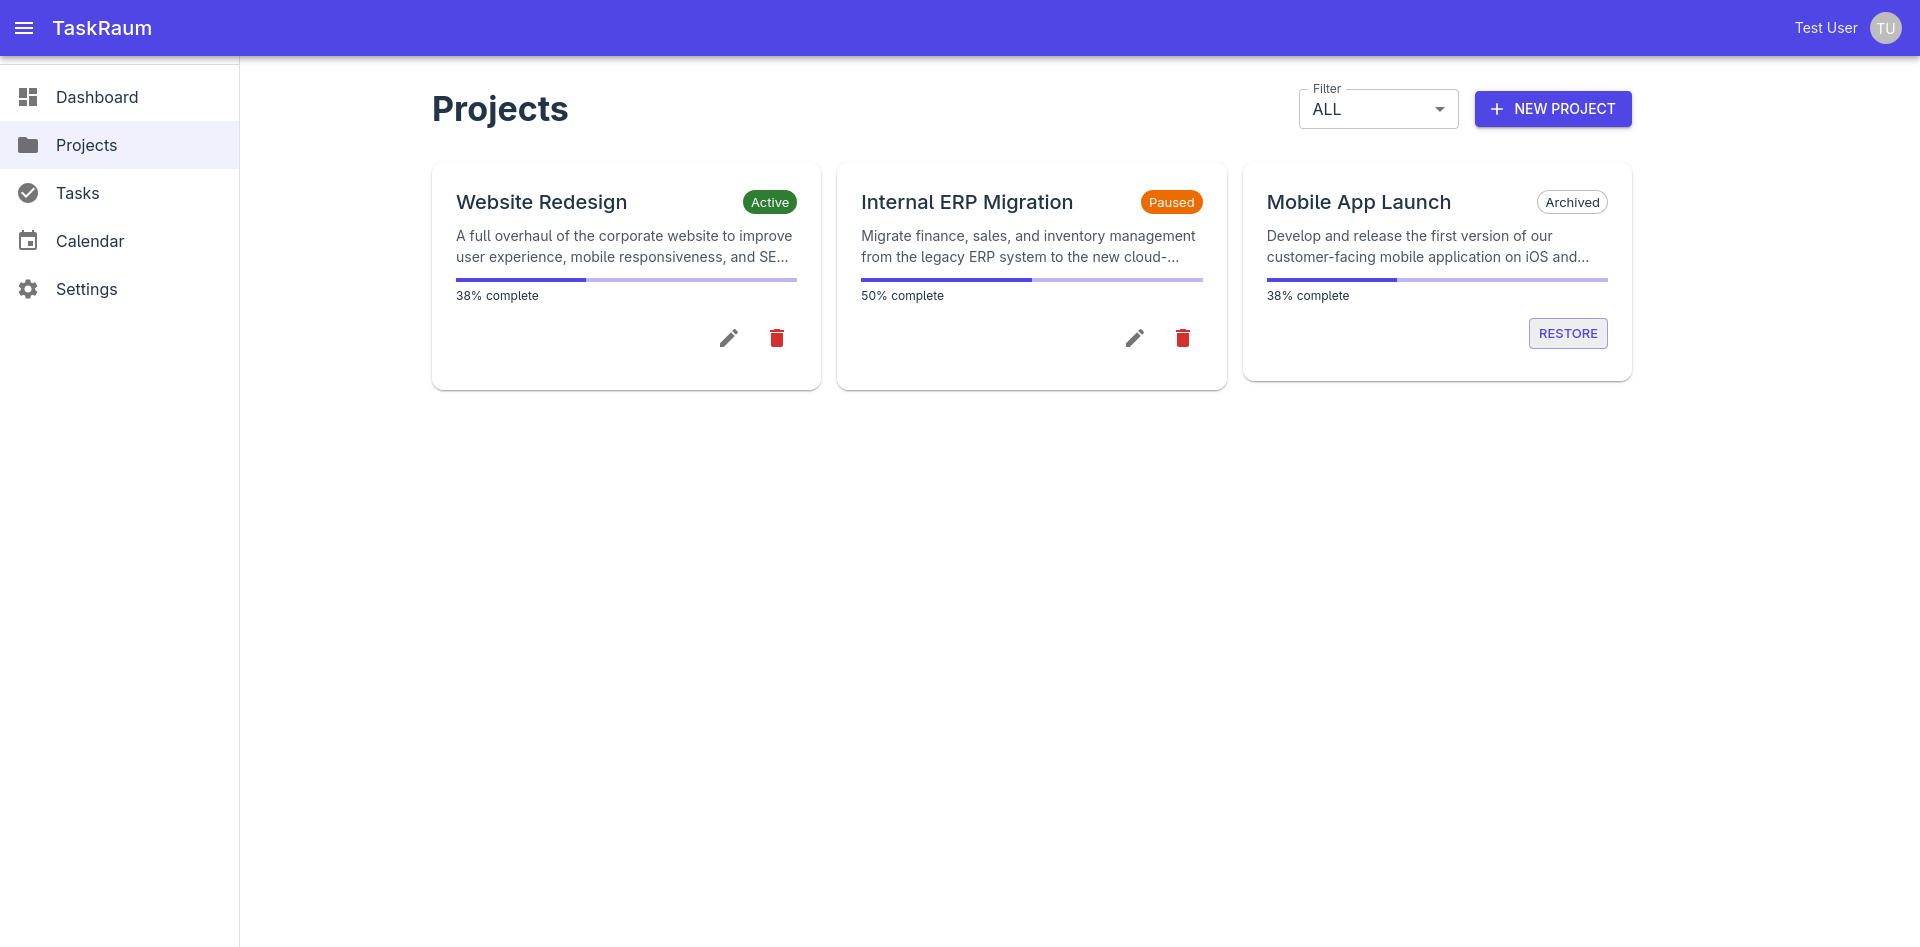 TaskRaum
Test User
TU
Dashboard
Projects
Tasks
Calendar
Settings
Projects
Filter
ALL
NEW PROJECT
Website Redesign
Active
A full overhaul of the corporate website to improve
user experience, mobile responsiveness, and SE...
38% complete
Internal ERP Migration
Paused
Migrate finance, sales, and inventory management
from the legacy ERP system to the new cloud-...
50% complete
Mobile App Launch
Archived
Develop and release the first version of our
customer-facing mobile application on iOS and...
38% complete
RESTORE